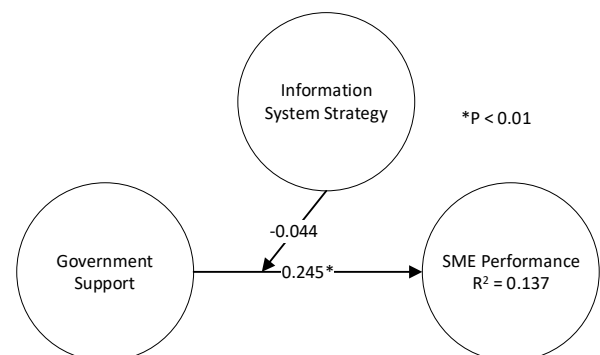 Information
System Strategy
*P < 0.01
-0.044
Government
Support
0.245*
SME Performance
R² = 0.137